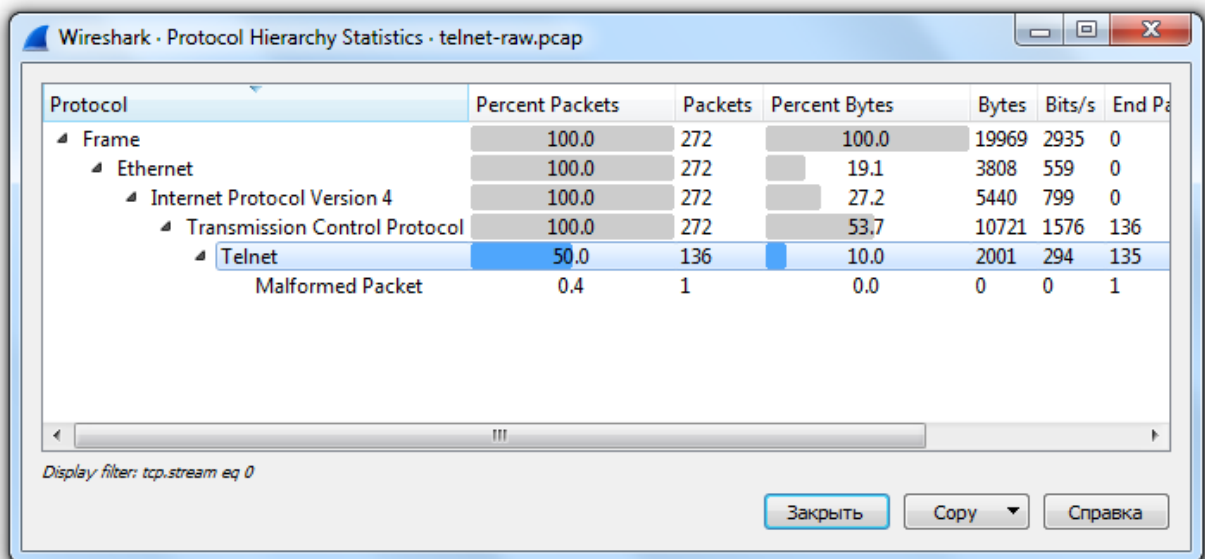 Wireshark · Protocol Hierarchy Statistics · telnet-raw.pcap
Protocol Percent Packets Packets Percent Bytes Bytes Bits/s End Pa
Frame 100.0 272 100.0 19969 2935 0
Ethernet 100.0 272 19.1 3808 559 0
Internet Protocol Version 4 100.0 272 27.2 5440 799 0
Transmission Control Protocol 100.0 272 53.7 10721 1576 136
Telnet 50.0 136 10.0 2001 294 135
Malformed Packet 0.4 1 0.0 0 0 1
Display filter: tcp.stream eq 0
Закрыть Copy Справка